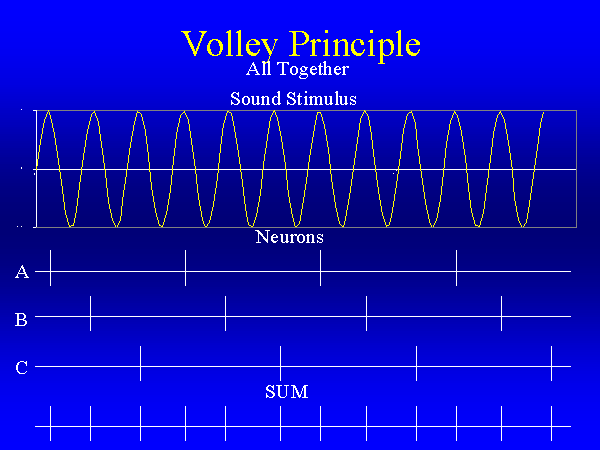 Volley Principle
All Together
Sound Stimulus
Neurons
A
B
C
SUM